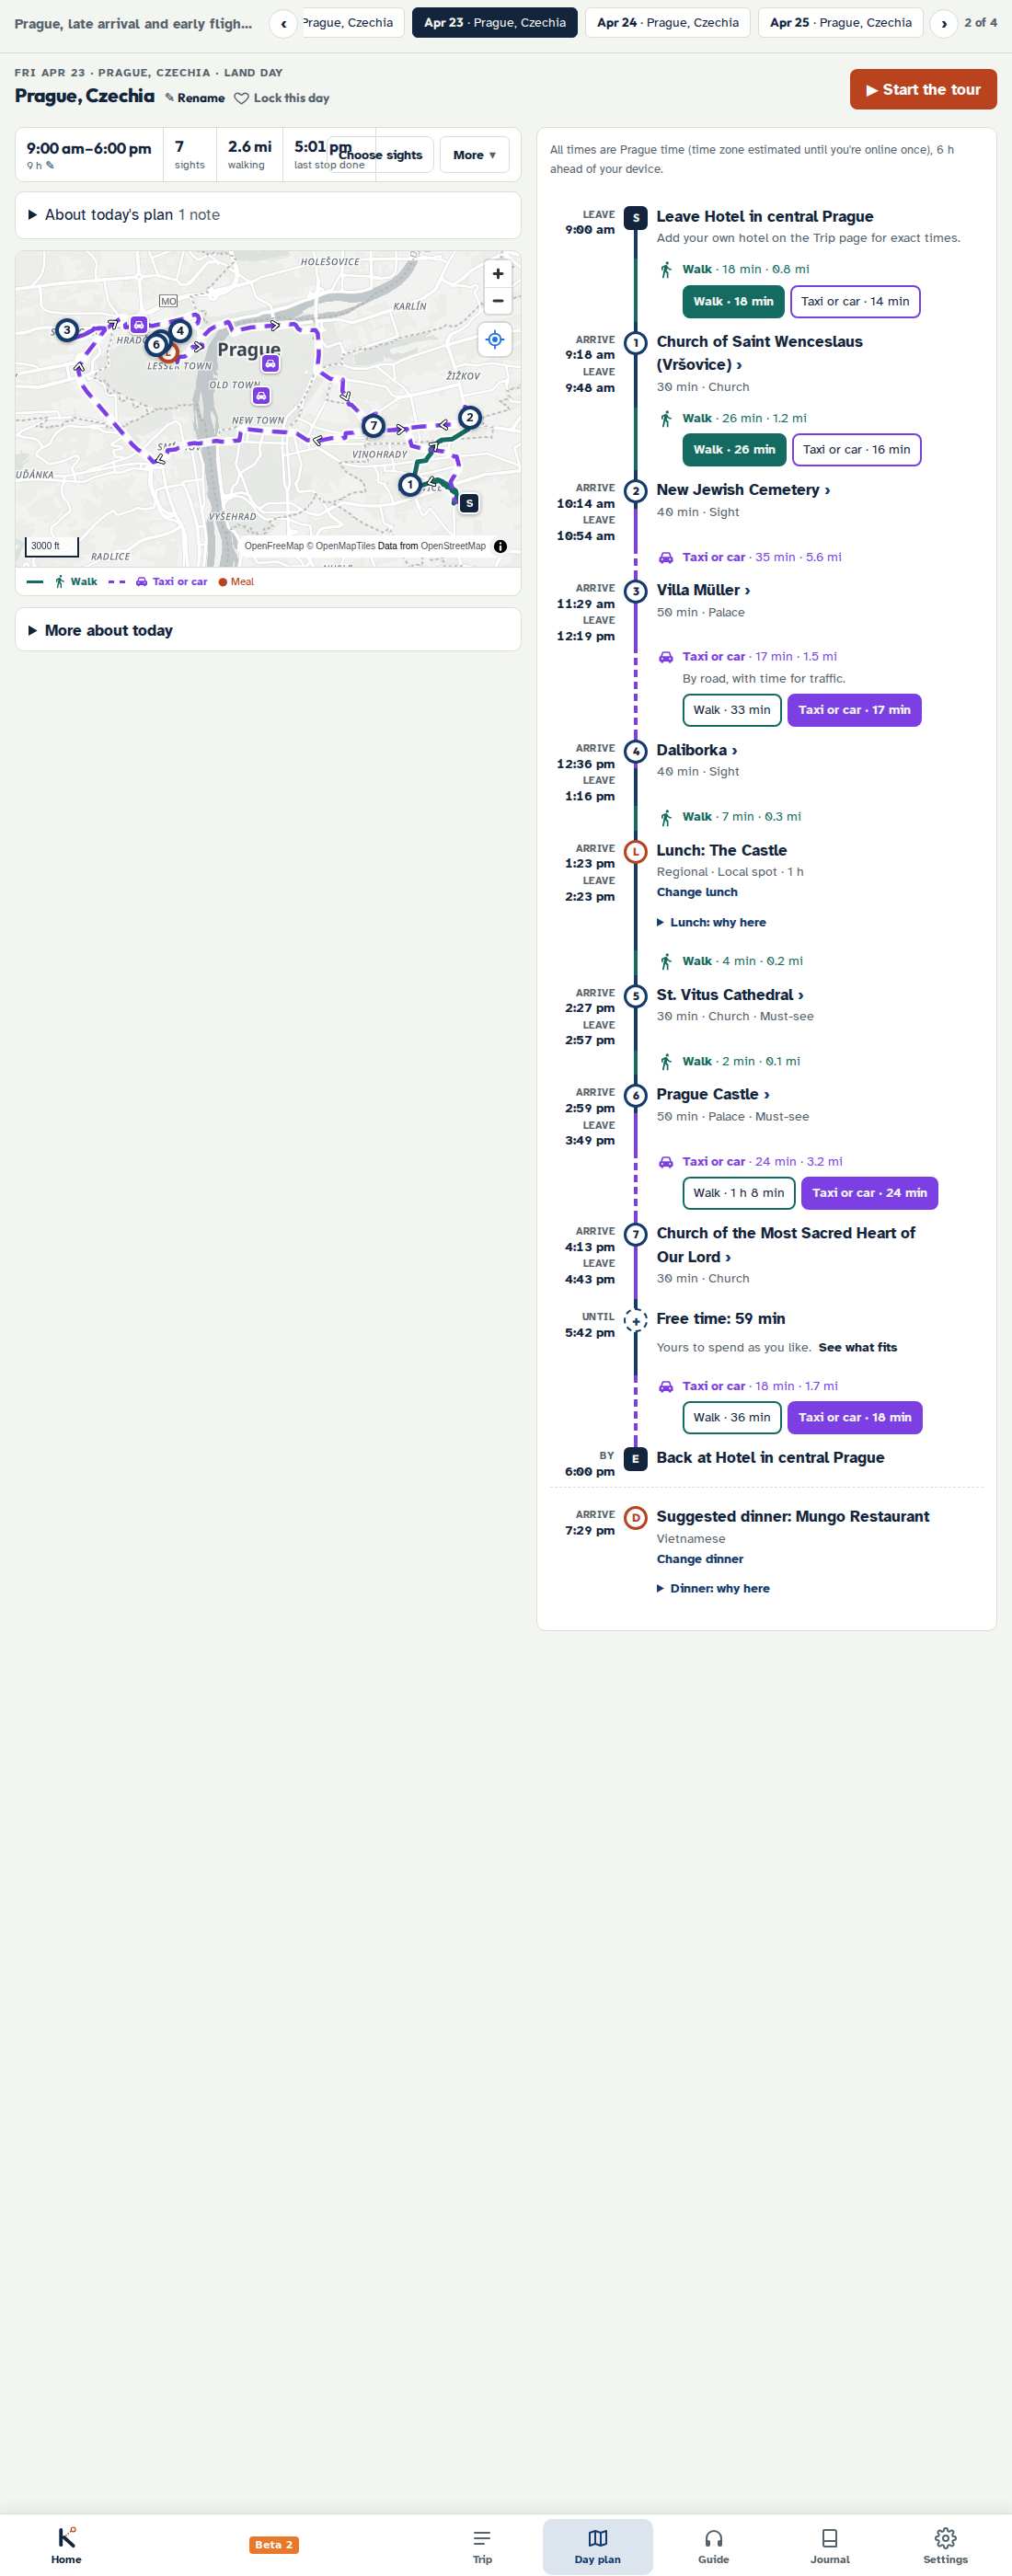 Prague, late arrival and early fligh...
‹
Prague, Czechia
Apr 23 · Prague, Czechia
Apr 24 · Prague, Czechia
Apr 25 · Prague, Czechia
›
2 of 4
FRI APR 23 · PRAGUE, CZECHIA · LAND DAY
Prague, Czechia
✎ Rename
Lock this day
▶ Start the tour
9:00 am–6:00 pm
9 h ✎
7
sights
2.6 mi
walking
5:01 pm
last stop done
Choose sights
More ▼
▶ About today's plan 1 note
HOLEŠOVICE
KARLÍN
MO
Prague
LESSER TOWN
OLD TOWN
ŽIŽKOV
NEW TOWN
VINOHRADY
VYŠEHRAD
RADLICE
3
4
6
7
2
1
S
+
−
3000 ft
OpenFreeMap © OpenMapTiles Data from OpenStreetMap
Walk
Taxi or car
Meal
▶ More about today
All times are Prague time (time zone estimated until you're online once), 6 h
ahead of your device.
LEAVE
9:00 am
S
Leave Hotel in central Prague
Add your own hotel on the Trip page for exact times.
Walk · 18 min · 0.8 mi
Walk · 18 min
Taxi or car · 14 min
ARRIVE
9:18 am
LEAVE
9:48 am
1
Church of Saint Wenceslaus
(Vršovice) ›
30 min · Church
Walk · 26 min · 1.2 mi
Walk · 26 min
Taxi or car · 16 min
ARRIVE
10:14 am
LEAVE
10:54 am
2
New Jewish Cemetery ›
40 min · Sight
Taxi or car · 35 min · 5.6 mi
ARRIVE
11:29 am
LEAVE
12:19 pm
3
Villa Müller ›
50 min · Palace
Taxi or car · 17 min · 1.5 mi
By road, with time for traffic.
Walk · 33 min
Taxi or car · 17 min
ARRIVE
12:36 pm
LEAVE
1:16 pm
4
Daliborka ›
40 min · Sight
Walk · 7 min · 0.3 mi
ARRIVE
1:23 pm
LEAVE
2:23 pm
L
Lunch: The Castle
Regional · Local spot · 1 h
Change lunch
▶ Lunch: why here
Walk · 4 min · 0.2 mi
ARRIVE
2:27 pm
LEAVE
2:57 pm
5
St. Vitus Cathedral ›
30 min · Church · Must-see
Walk · 2 min · 0.1 mi
ARRIVE
2:59 pm
LEAVE
3:49 pm
6
Prague Castle ›
50 min · Palace · Must-see
Taxi or car · 24 min · 3.2 mi
Walk · 1 h 8 min
Taxi or car · 24 min
ARRIVE
4:13 pm
LEAVE
4:43 pm
7
Church of the Most Sacred Heart of
Our Lord ›
30 min · Church
UNTIL
5:42 pm
+
Free time: 59 min
Yours to spend as you like. See what fits
Taxi or car · 18 min · 1.7 mi
Walk · 36 min
Taxi or car · 18 min
BY
6:00 pm
E
Back at Hotel in central Prague
ARRIVE
7:29 pm
D
Suggested dinner: Mungo Restaurant
Vietnamese
Change dinner
▶ Dinner: why here
Home
Beta 2
Trip
Day plan
Guide
Journal
Settings